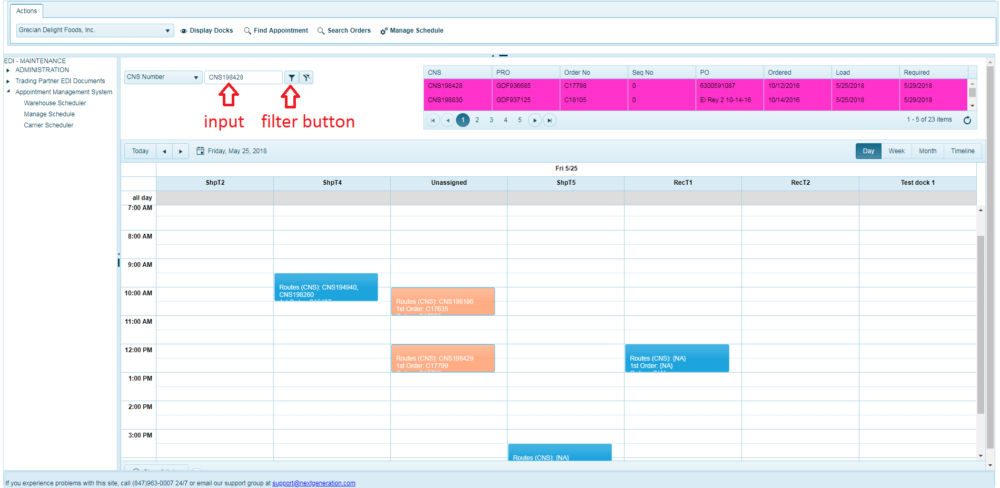 Actions
Grecian Delight Foods, Inc.
Display Docks
Find Appointment
Search Orders
Manage Schedule
EDI - MAINTENANCE
ADMINISTRATION
Trading Partner EDI Documents
Appointment Management System
Warehouse Scheduler
Manage Schedule
Carrier Scheduler
CNS Number
CNS198428
input
filter button
CNS PRO Order No Seq No PO Ordered Load Required
CNS198428 GDF936685 C17798 0 6300591087 10/12/2016 5/25/2018 5/29/2018
CNS198830 GDF937125 C18105 0 El Rey 2 10-14-16 10/14/2016 5/25/2018 5/29/2018
1 2 3 4 5
1 - 5 of 23 items
Today
Friday, May 25, 2018
Day Week Month Timeline
Fri 5/25
ShpT2 ShpT4 Unassigned ShpT5 RecT1 RecT2 Test dock 1
all day
7:00 AM
8:00 AM
9:00 AM
Routes (CNS): CNS194940,
CNS198260
10:00 AM
Routes (CNS): CNS198186
1st Order: C17635
11:00 AM
12:00 PM
Routes (CNS): CNS198429
1st Order: C17799
Routes (CNS): {NA}
1st Order: {NA}
1:00 PM
2:00 PM
3:00 PM
Routes (CNS): {NA}
If you experience problems with this site, call (847)963-0007 24/7 or email our support group at support@nextgeneration.com